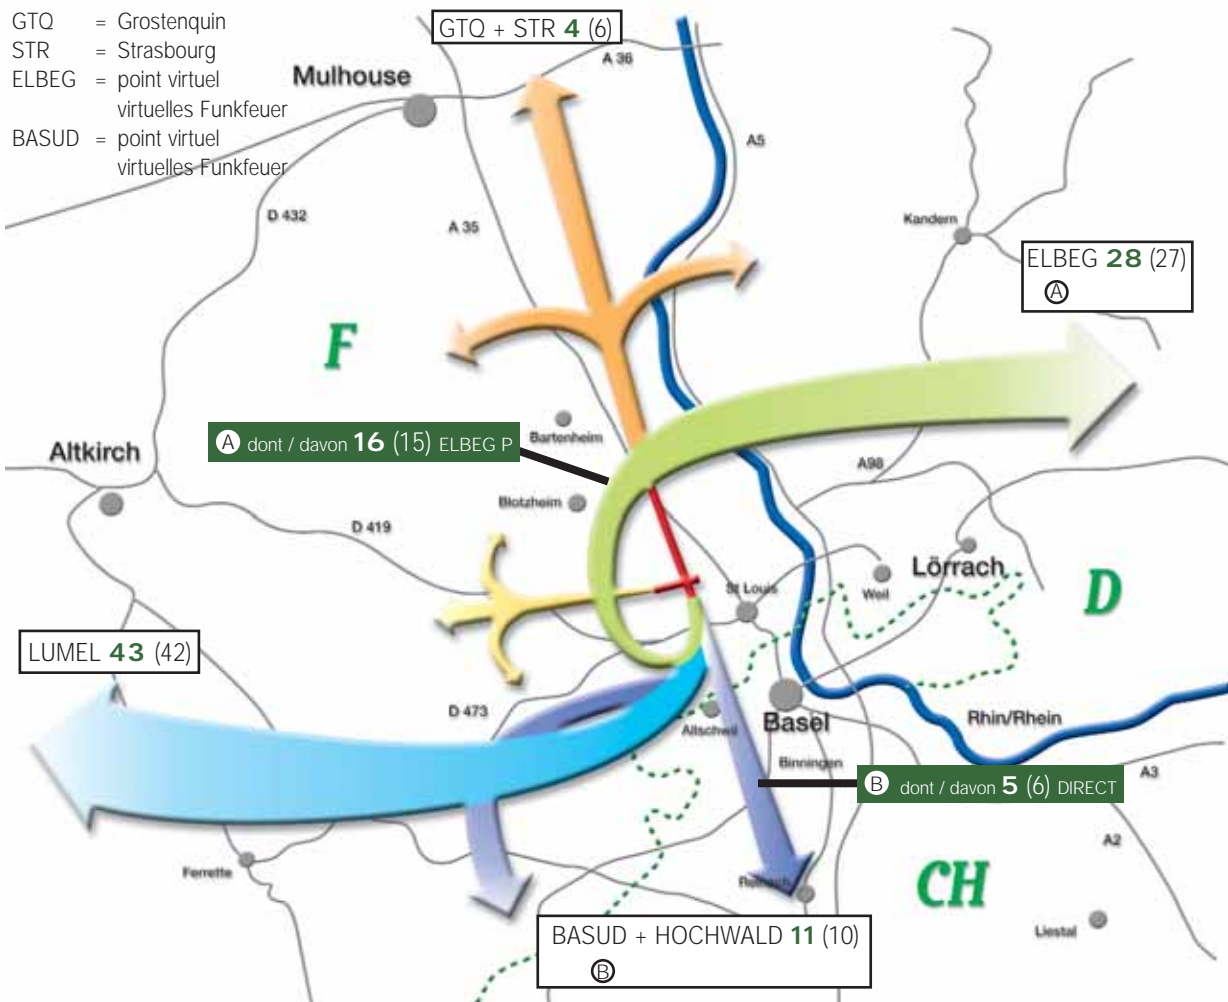 GTQ = Grostenquin
STR = Strasbourg
ELBEG = point virtuel
virtuelles Funkfeuer
BASUD = point virtuel
virtuelles Funkfeuer
GTQ + STR 4 (6)
A 36
Mulhouse
A5
D 432
A 35
Kandern
ELBEG 28 (27)
A
F
A dont / davon 16 (15) ELBEG P
Bartenheim
Altkirch
A98
Blotzheim
D 419
Lörrach
St Louis
Weil
D
LUMEL 43 (42)
D 473
Allschwil
Basel
Rhin/Rhein
Binningen
B dont / davon 5 (6) DIRECT
A3
A2
Ferrette
Reinach
CH
BASUD + HOCHWALD 11 (10)
B
Liestal